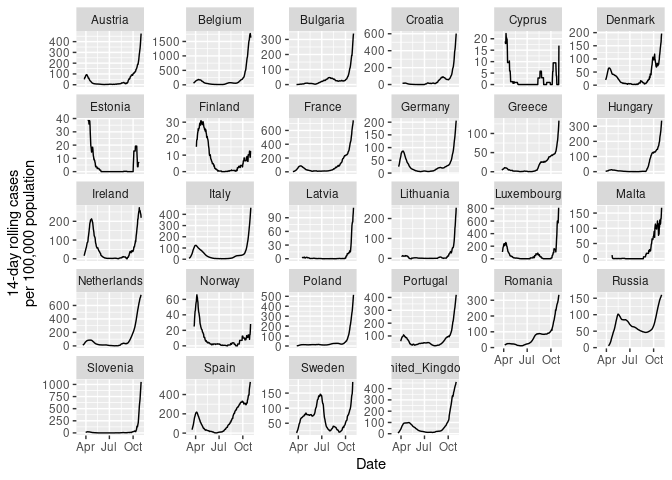 Austria Belgium Bulgaria Croatia Cyprus Denmark
400 300 200 100 0
1500 1000 500 0
300 200 100 0
600 400 200 0
20 15 10 5 0
200 150 100 50 0
Estonia Finland France Germany Greece Hungary
40 30 20 10 0
30 20 10 0
600 400 200 0
200 150 100 50 0
100 50 0
300 200 100 0
14-day rolling cases
per 100,000 population
Ireland Italy Latvia Lithuania Luxembourg Malta
200 100 0
400 300 200 100 0
90 60 30 0
200 100 0
800 600 400 200 0
150 100 50 0
Netherlands Norway Poland Portugal Romania Russia
600 400 200 0
60 40 20 0
500 400 300 200 100 0
400 300 200 100
300 200 100 0
150 100 50 0
Apr Jul Oct Apr Jul Oct
Slovenia Spain Sweden nited_Kingdo
1000 750 500 250 0
400 200 0
150 100 50
400 300 200 100 0
Apr Jul Oct Apr Jul Oct Apr Jul Oct Apr Jul Oct
Date